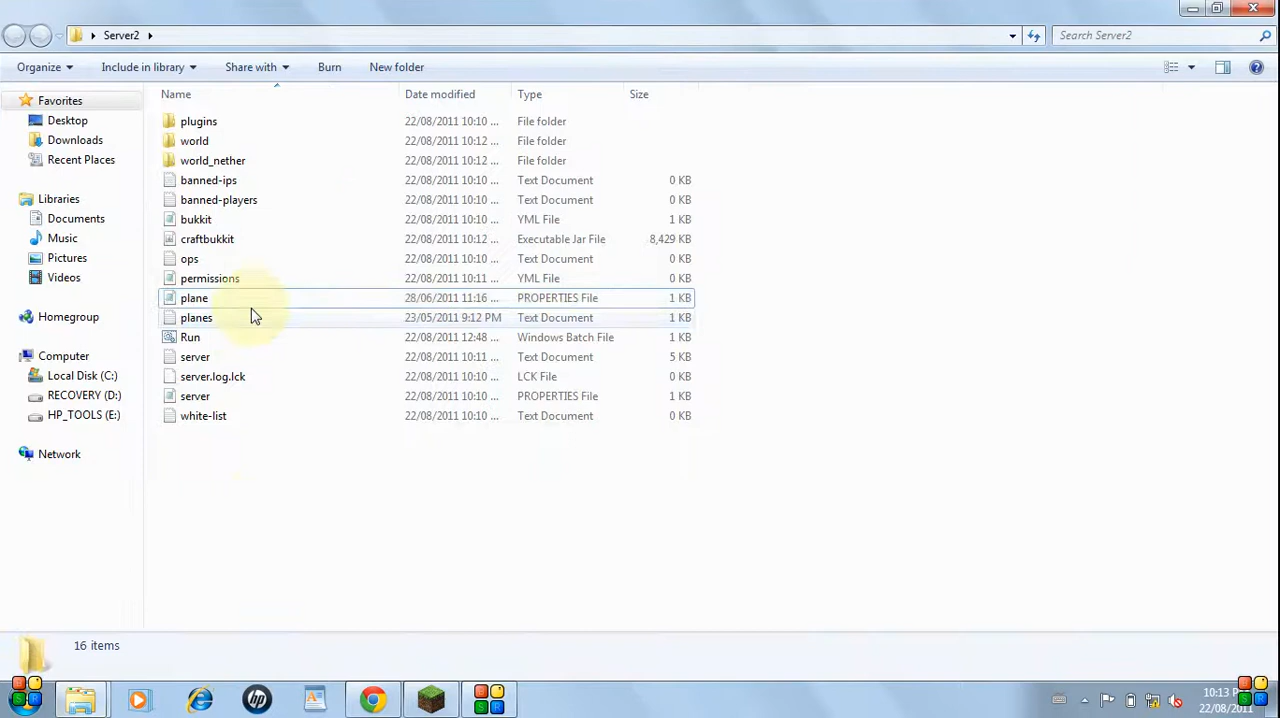 Server2
Search Server2
Organize Include in library Share with Burn New folder
Name Date modified Type Size
Favorites
Desktop
Downloads
Recent Places
Libraries
Documents
Music
Pictures
Videos
Homegroup
Computer
Local Disk (C:)
RECOVERY (D:)
HP_TOOLS (E:)
Network
plugins 22/08/2011 10:10 ... File folder
world 22/08/2011 10:12 ... File folder
world_nether 22/08/2011 10:12 ... File folder
banned-ips 22/08/2011 10:10 ... Text Document 0 KB
banned-players 22/08/2011 10:10 ... Text Document 0 KB
bukkit 22/08/2011 10:10 ... YML File 1 KB
craftbukkit 22/08/2011 10:12 ... Executable Jar File 8,429 KB
ops 22/08/2011 10:10 ... Text Document 0 KB
permissions 22/08/2011 10:11 ... YML File 0 KB
plane 28/06/2011 11:16 ... PROPERTIES File 1 KB
planes 23/05/2011 9:12 PM Text Document 1 KB
Run 22/08/2011 12:48 ... Windows Batch File 1 KB
server 22/08/2011 10:11 ... Text Document 5 KB
server.log.lck 22/08/2011 10:10 ... LCK File 0 KB
server 22/08/2011 10:10 ... PROPERTIES File 1 KB
white-list 22/08/2011 10:10 ... Text Document 0 KB
16 items
hp
10:13 P
22/08/2011